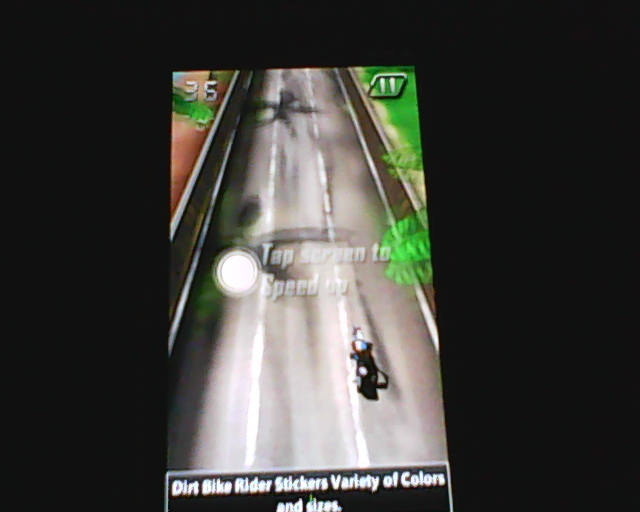 36
Tap screen to
Speed up
Dirt Bike Rider Stickers Variety of Colors
and sizes.